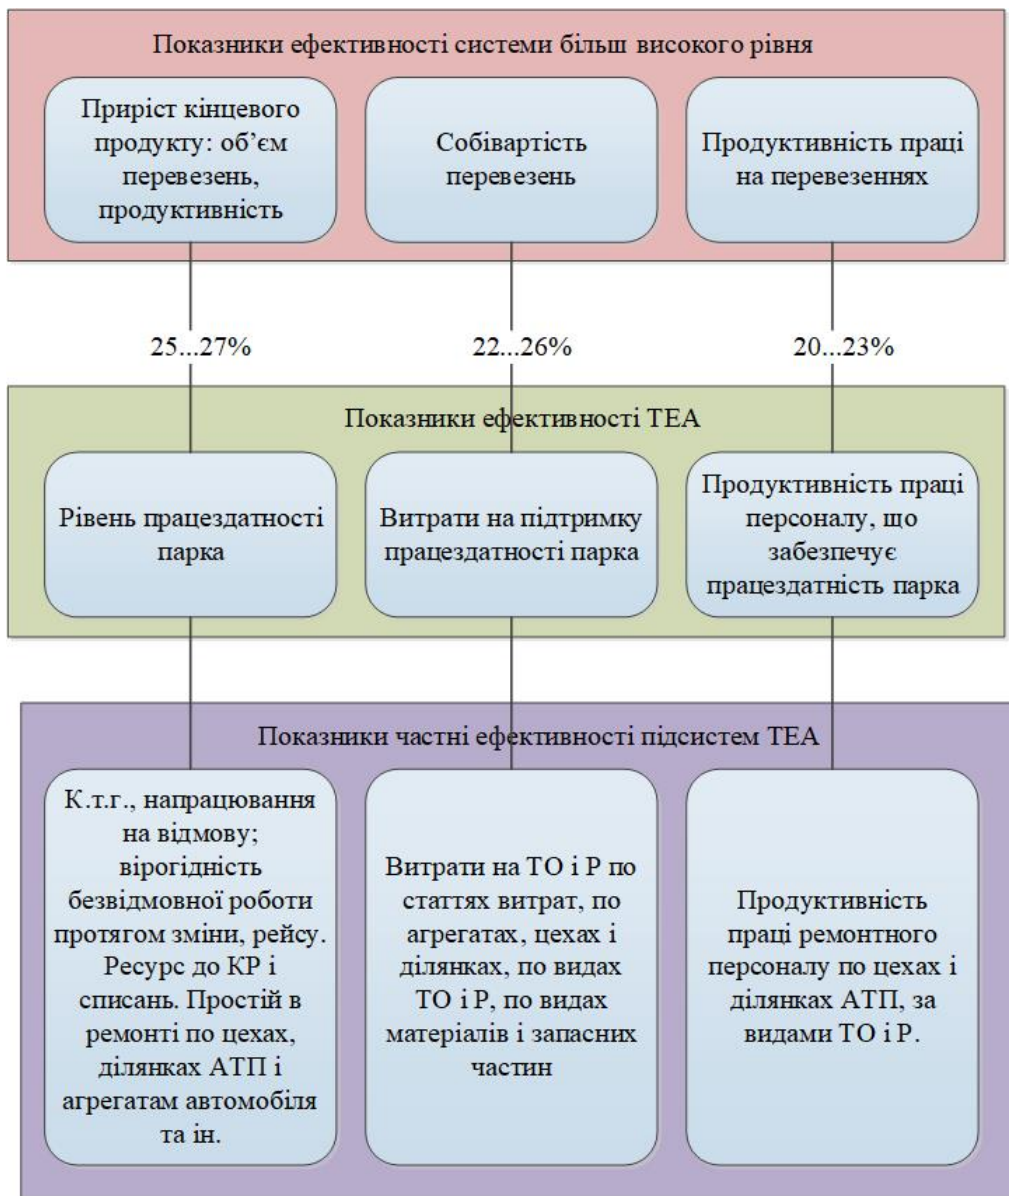 Показники ефективності системи більш високого рівня
Приріст кінцевого
продукту: об’єм
перевезень,
продуктивність
Собівартість
перевезень
Продуктивність праці
на перевезеннях
25...27%
22...26%
20...23%
Показники ефективності ТЕА
Рівень працездатності
парка
Витрати на підтримку
працездатності парка
Продуктивність праці
персоналу, що
забезпечує
працездатність парка
Показники частні ефективності підсистем ТЕА
К.т.г., напрацювання
на відмову;
вірогідність
безвідмовної роботи
протягом зміни, рейсу.
Ресурс до КР і
списань. Простій в
ремонті по цехах,
ділянках АТП і
агрегатам автомобіля
та ін.
Витрати на ТО і Р по
статтях витрат, по
агрегатах, цехах і
ділянках, по видах
ТО і Р, по видах
матеріалів і запасних
частин
Продуктивність
праці ремонтного
персоналу по цехах і
ділянках АТП, за
видами ТО і Р.